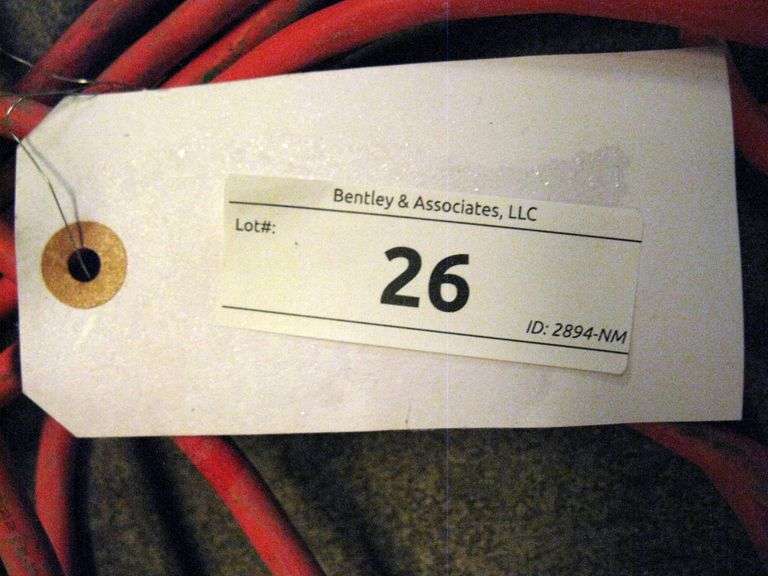 Bentley & Associates, LLC
Lot#:
26
ID: 2894-NM